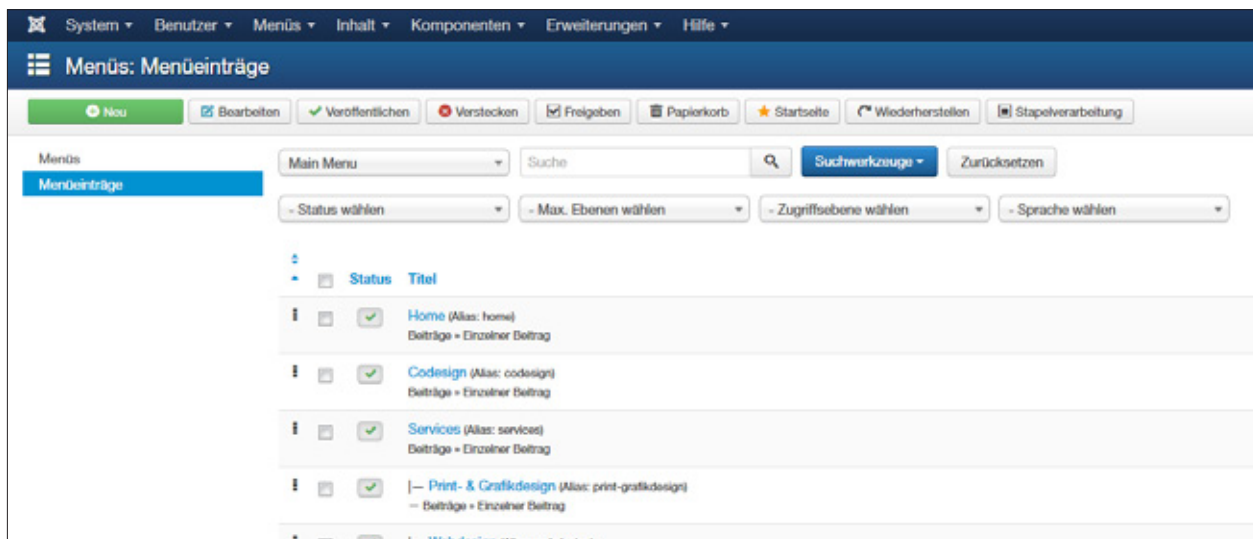 System Benutzer Menüs Inhalt Komponenten Erweiterungen Hilfe
Menüs: Menüeinträge
Neu Bearbeiten Veröffentlichen Verstecken Freigeben Papierkorb Startseite Wiederherstellen Stapelverarbeitung
Menüs
Menüeinträge
Main Menu Suche Suchwerkzeuge Zurücksetzen
- Status wählen - Max. Ebenen wählen - Zugriffsebene wählen - Sprache wählen
Status Titel
Home (Alias: home)
Beiträge » Einzelner Beitrag
Codesign (Alias: codesign)
Beiträge » Einzelner Beitrag
Services (Alias: services)
Beiträge » Einzelner Beitrag
|— Print- & Grafikdesign (Alias: print-grafikdesign)
— Beiträge » Einzelner Beitrag